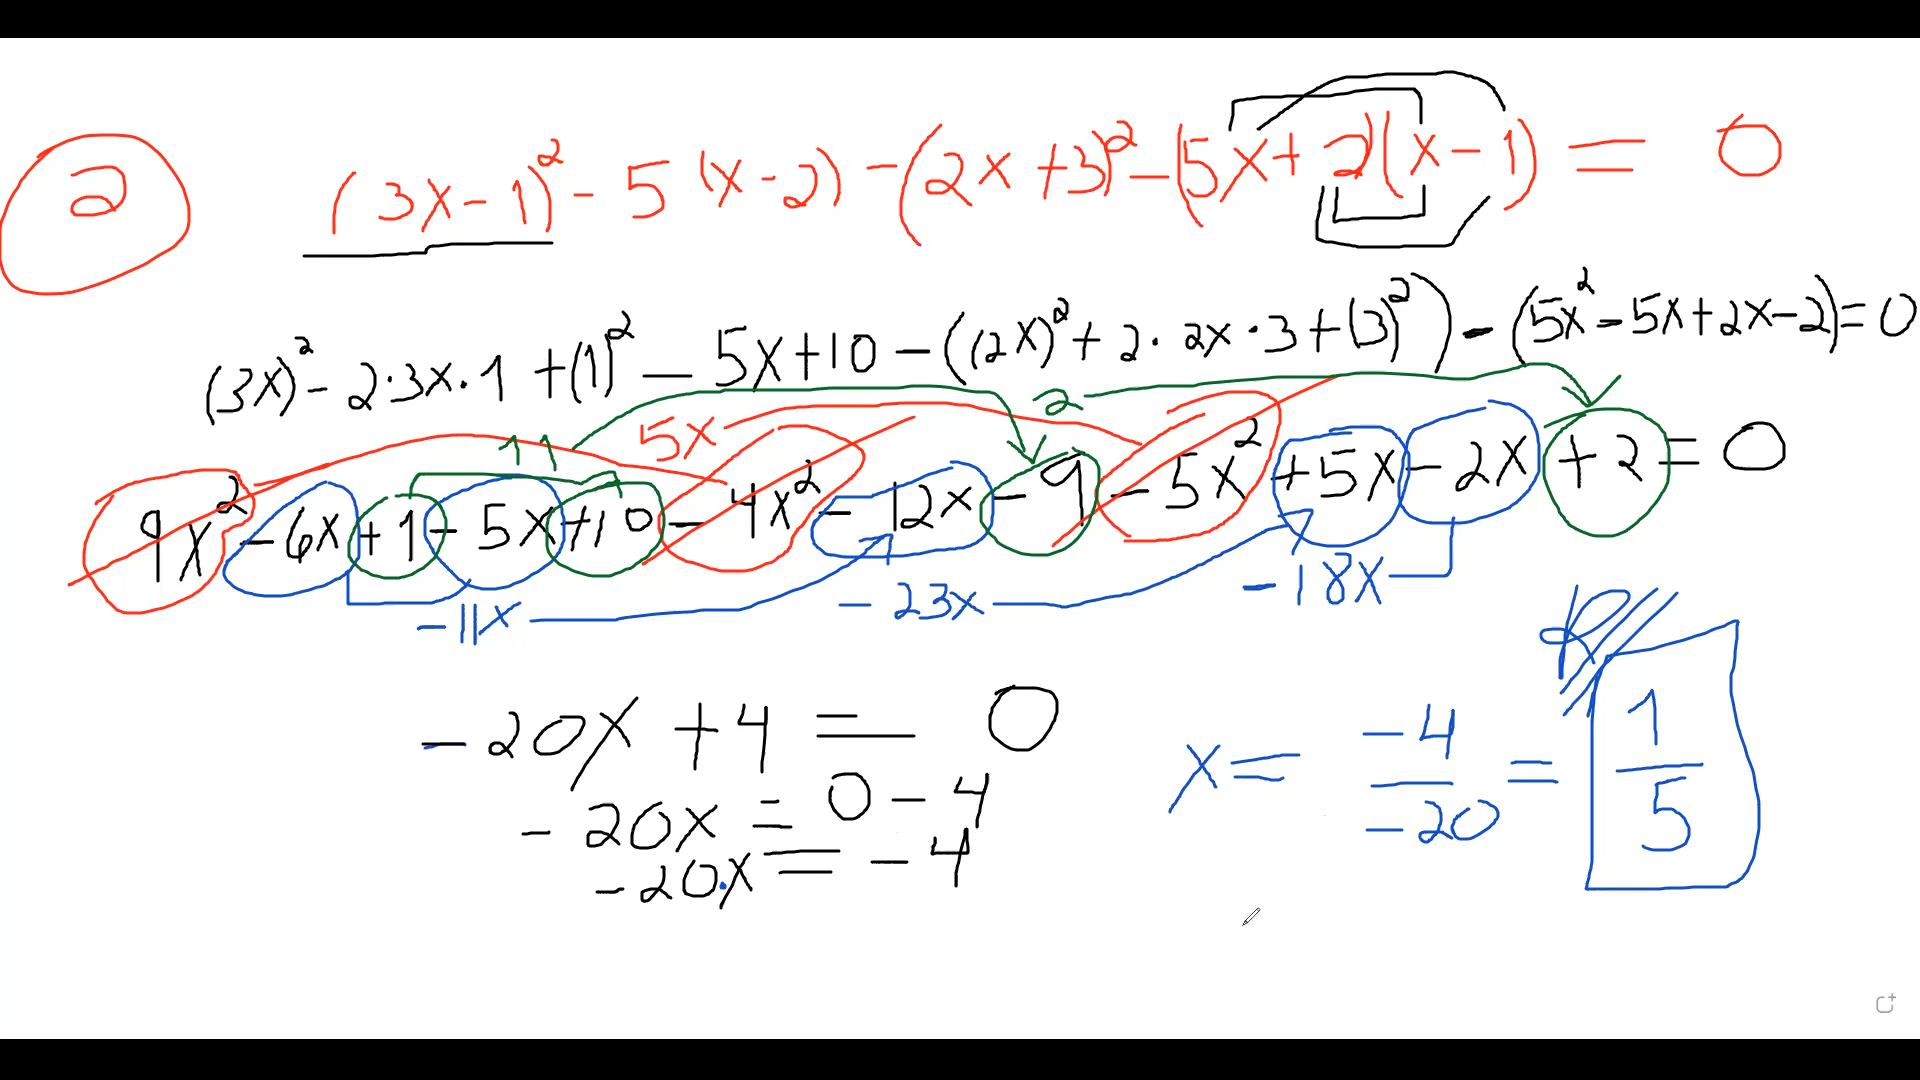 2
(3x-1)² - 5(x-2) - (2x+3)² - (5x+2)(x-1) = 0
(3x)² - 2·3x·1 + (1)² - 5x+10 - ((2x)² + 2·2x·3 + (3)²) - (5x² - 5x + 2x - 2) = 0
11 5x 2
9x² - 6x + 1 - 5x + 10 - 4x² - 12x - 9 - 5x² + 5x - 2x + 2 = 0
-11x -23x -18x
-20x + 4 = 0
-20x = 0 - 4
-20·x = -4
x = -4/-20 = 1/5